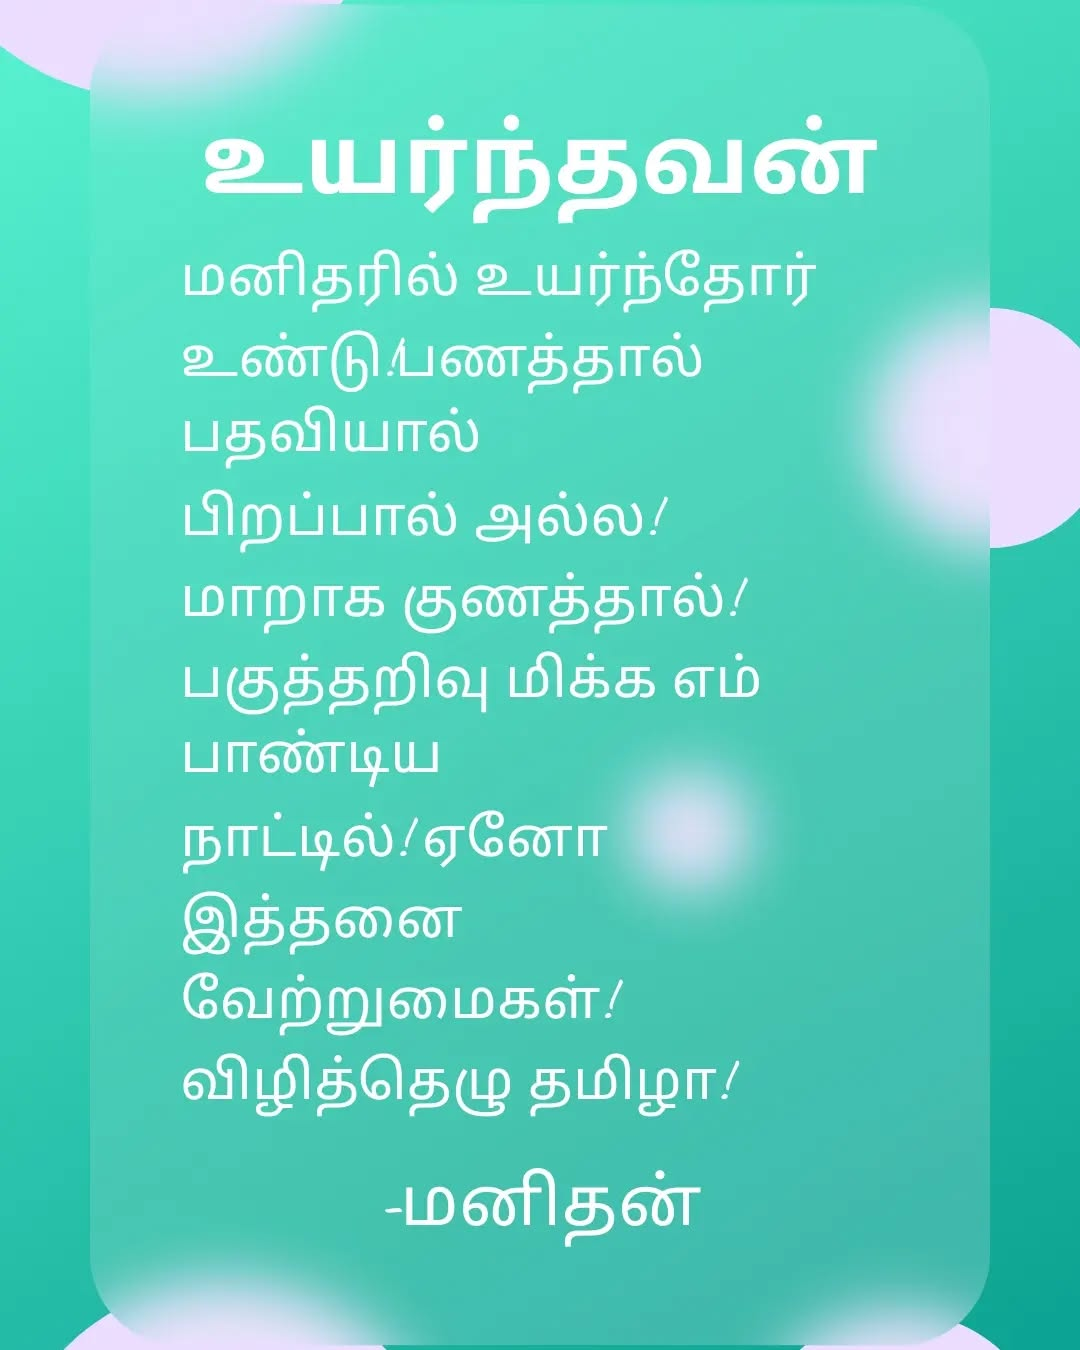 உயர்ந்தவன்
மனிதரில் உயர்ந்தோர்
உண்டு!பணத்தால்
பதவியால்
பிறப்பால் அல்ல!
மாறாக குணத்தால்!
பகுத்தறிவு மிக்க எம்
பாண்டிய
நாட்டில்!ஏனோ
இத்தனை
வேற்றுமைகள்!
விழித்தெழு தமிழா!
-மனிதன்